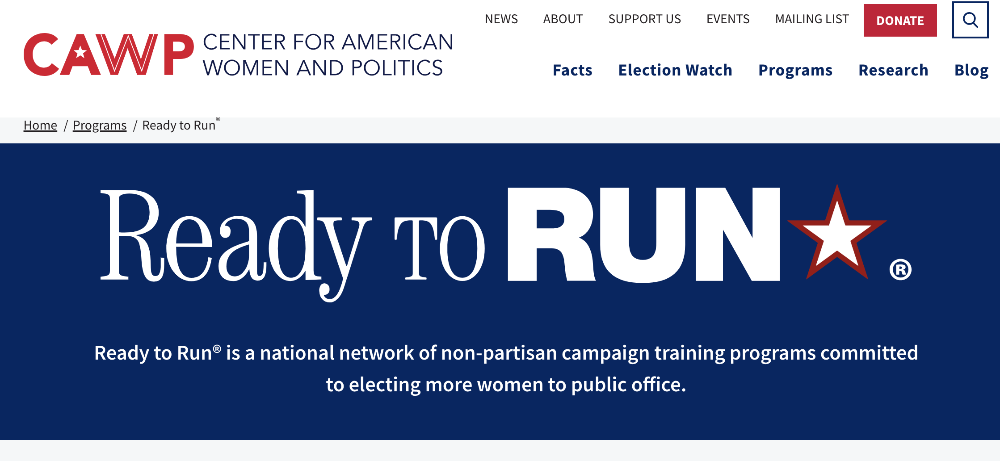 NEWS ABOUT SUPPORT US EVENTS MAILING LIST DONATE
CAWP CENTER FOR AMERICAN
WOMEN AND POLITICS
Facts Election Watch Programs Research Blog
Home / Programs / Ready to Run®
Ready TO RUN ®
Ready to Run® is a national network of non-partisan campaign training programs committed
to electing more women to public office.